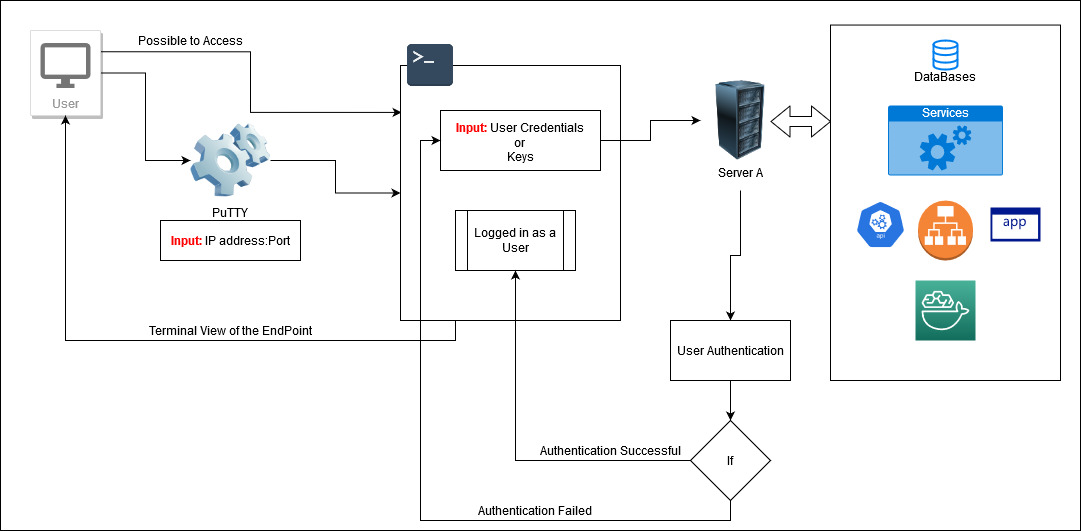 Possible to Access
User
PuTTY
Input: IP address:Port
>_
Input: User Credentials
or
Keys
Logged in as a
User
Terminal View of the EndPoint
Server A
User Authentication
If
Authentication Successful
Authentication Failed
DataBases
Services
api
app